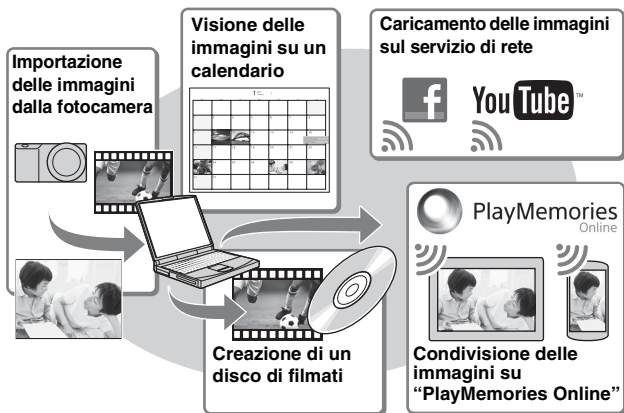 Importazione
delle immagini
dalla fotocamera
Visione delle
immagini su un
calendario
Caricamento delle immagini
sul servizio di rete
f
You Tube ™
PlayMemories
Online
Creazione di un
disco di filmati
Condivisione delle
immagini su
“PlayMemories Online”